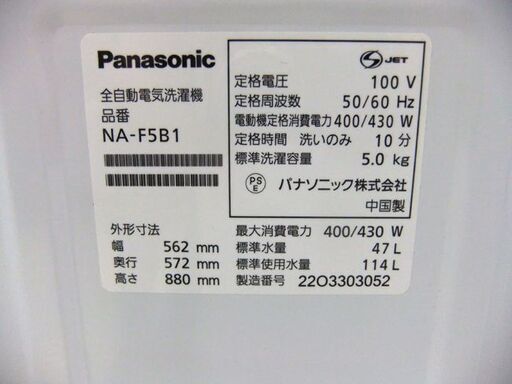 Panasonic
全自動電気洗濯機
品番
NA-F5B1
外形寸法
幅 562 mm
奥行 572 mm
高さ 880 mm
S JET
定格電圧 100 V
定格周波数 50/60 Hz
電動機定格消費電力 400/430 W
定格時間 洗いのみ 10 分
標準洗濯容量 5.0 kg
PS E パナソニック株式会社
中国製
最大消費電力 400/430 W
標準水量 47 L
標準使用水量 114 L
製造番号 22O3303052